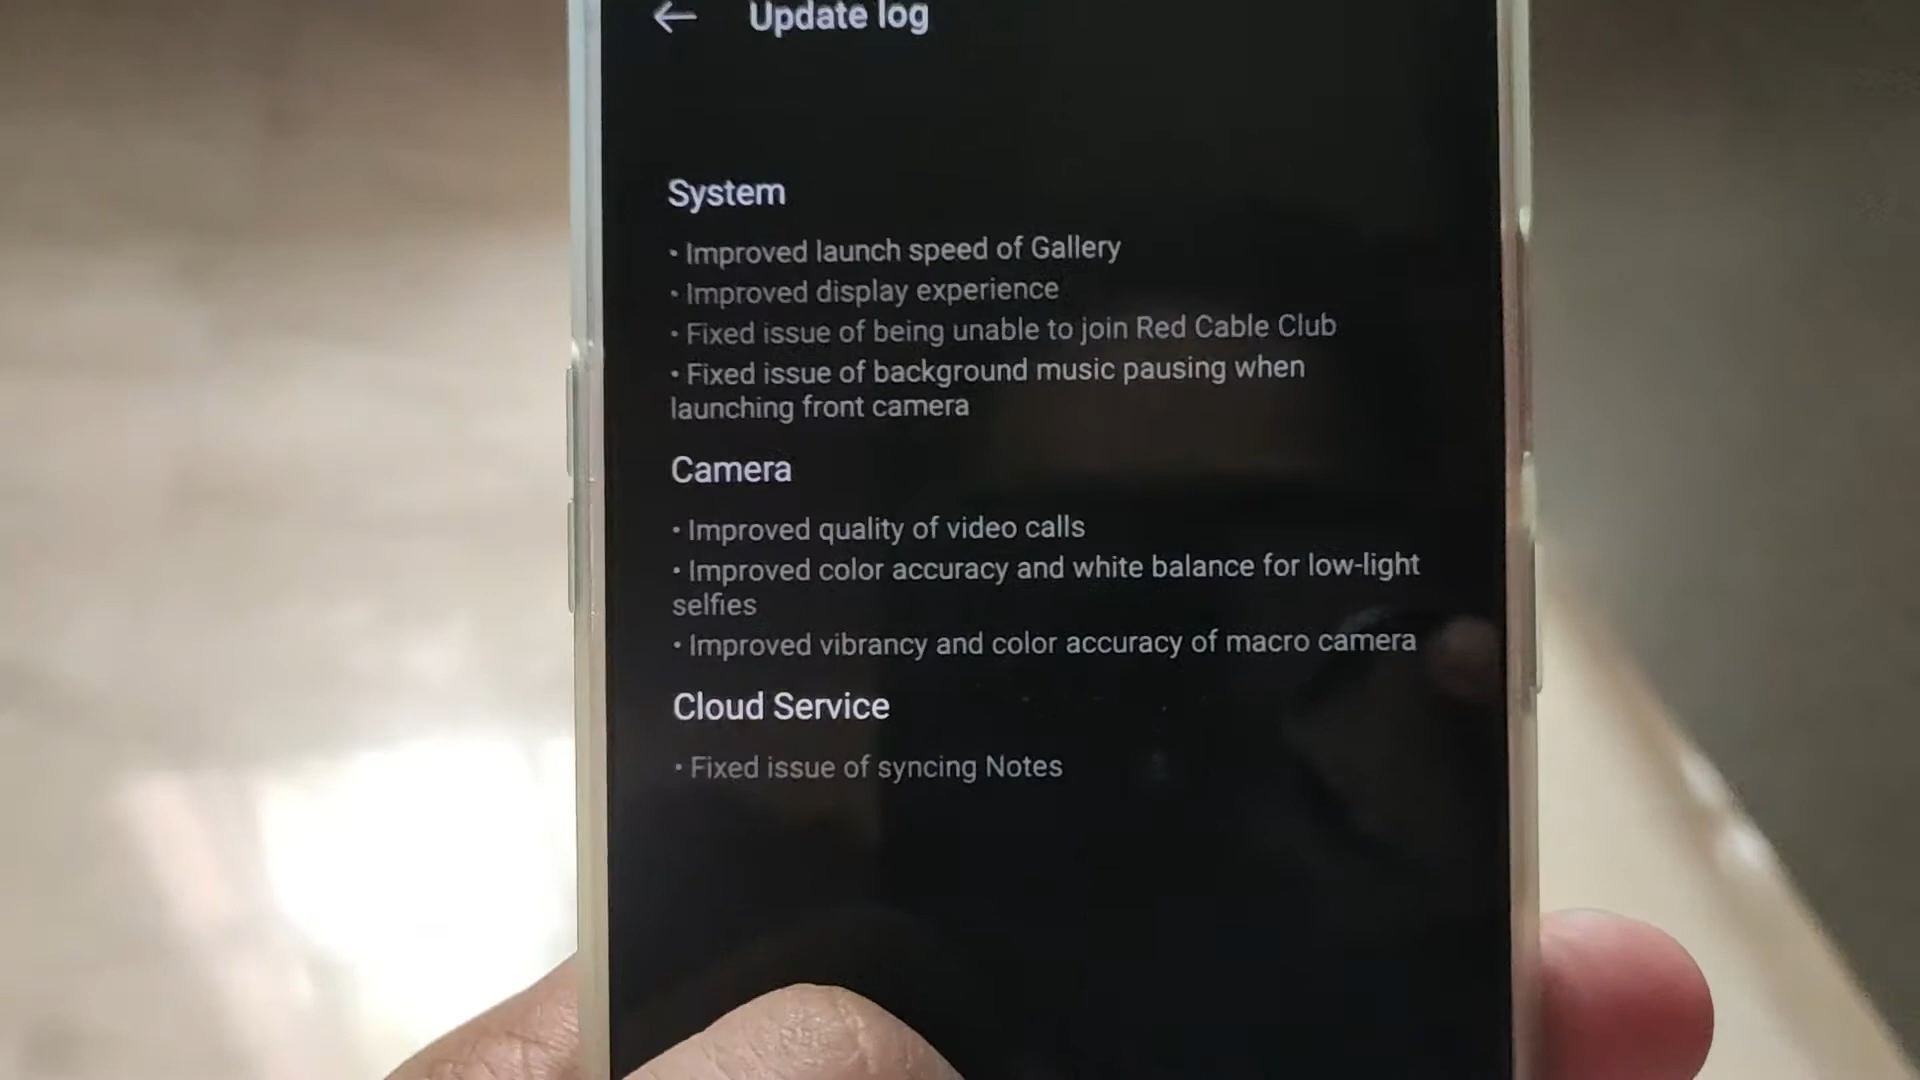 ← Update log
System
• Improved launch speed of Gallery
• Improved display experience
• Fixed issue of being unable to join Red Cable Club
• Fixed issue of background music pausing when
launching front camera
Camera
• Improved quality of video calls
• Improved color accuracy and white balance for low-light
selfies
• Improved vibrancy and color accuracy of macro camera
Cloud Service
• Fixed issue of syncing Notes